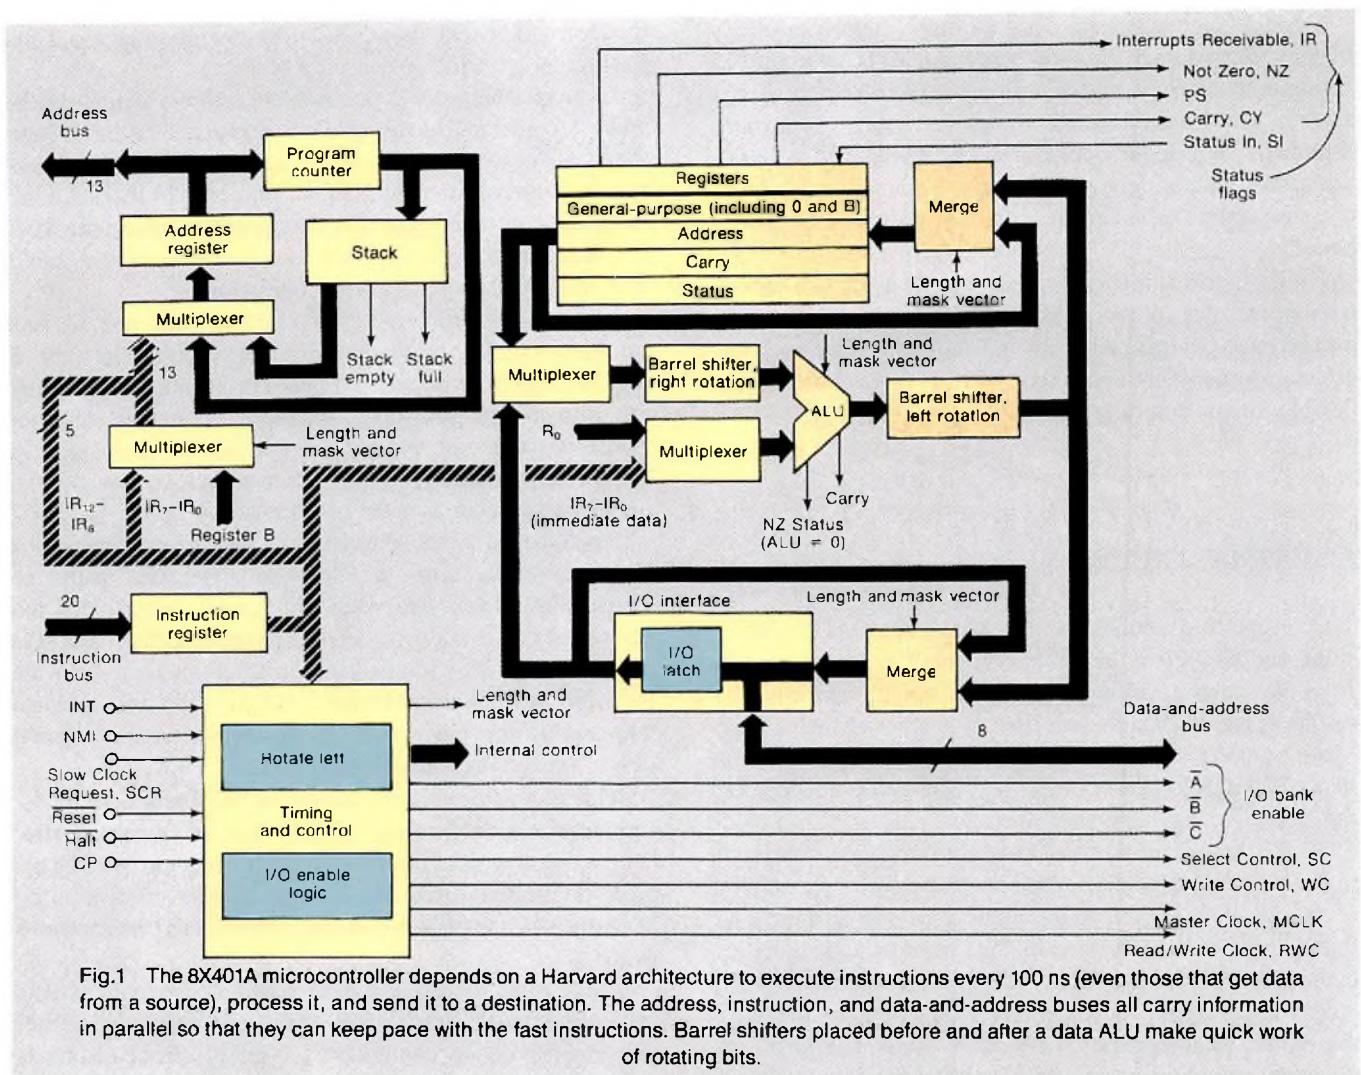 Interrupts Receivable, IR
Not Zero, NZ
PS
Carry, CY
Status In, SI
Status
flags
Address
bus
13
Program
counter
Address
register
Stack
Multiplexer
13
Stack
empty
Stack
full
5
Multiplexer
Length and
mask vector
IR₁₂–
IR₈
IR₇–IR₀
Register B
20
Instruction
register
Instruction
bus
Registers
General-purpose (including 0 and B)
Address
Carry
Status
Merge
Length and
mask vector
Multiplexer
Barrel shifter,
right rotation
Length and
mask vector
ALU
Barrel shifter,
left rotation
R₀
Multiplexer
IR₇–IR₀
(immediate data)
Carry
NZ Status
(ALU = 0)
I/O interface
Length and mask vector
I/O
latch
Merge
INT
NMI
Slow Clock
Request, SCR
Reset
Halt
CP
Rotate left
Timing
and control
I/O enable
logic
Length and
mask vector
Internal control
8
Data-and-address
bus
A̅
B̅
C̅
I/O bank
enable
Select Control, SC
Write Control, WC
Master Clock, MCLK
Read/Write Clock, RWC
Fig.1 The 8X401A microcontroller depends on a Harvard architecture to execute instructions every 100 ns (even those that get data
from a source), process it, and send it to a destination. The address, instruction, and data-and-address buses all carry information
in parallel so that they can keep pace with the fast instructions. Barrel shifters placed before and after a data ALU make quick work
of rotating bits.